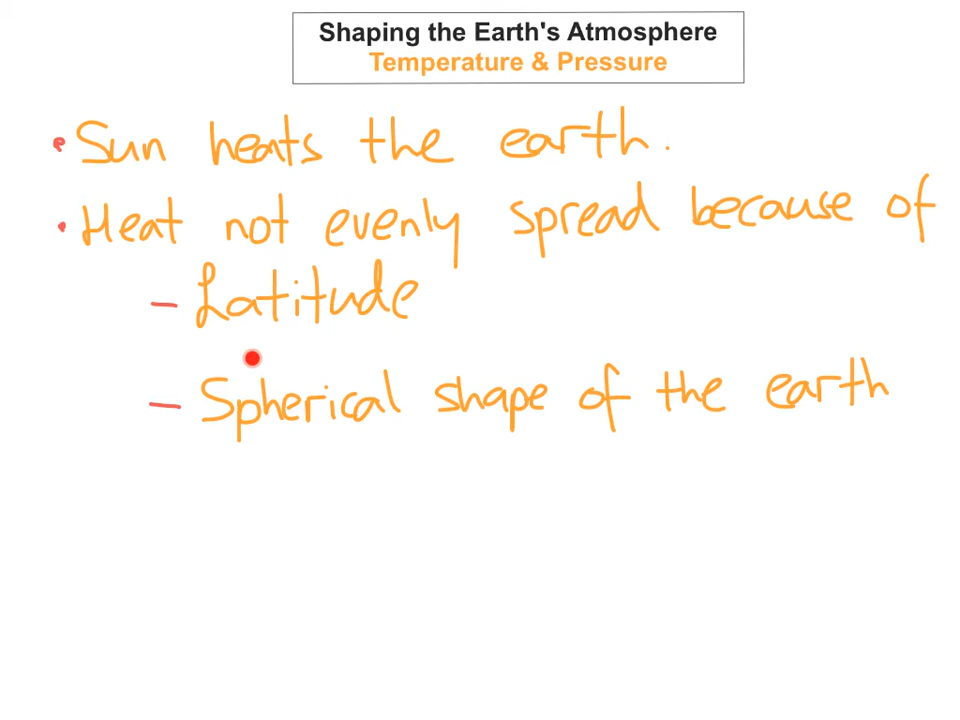 Shaping the Earth's Atmosphere
Temperature & Pressure
• Sun heats the earth.
• Heat not evenly spread because of
– Latitude
– Spherical shape of the earth